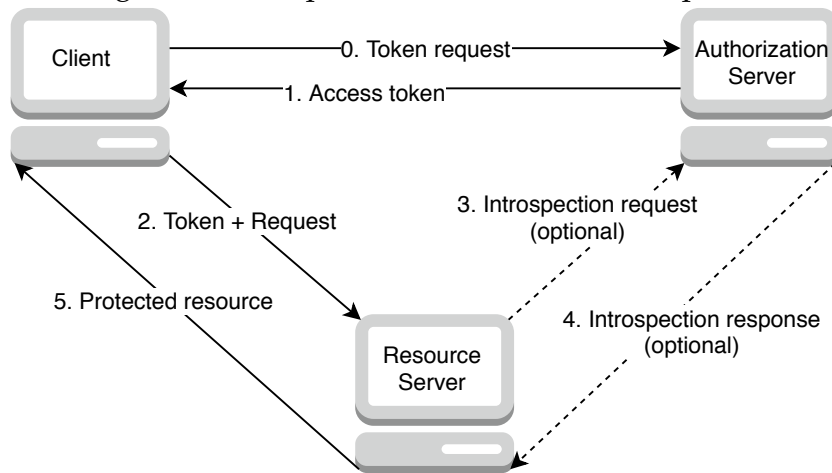 Client
0. Token request
Authorization
Server
1. Access token
2. Token + Request
3. Introspection request
(optional)
5. Protected resource
4. Introspection response
(optional)
Resource
Server